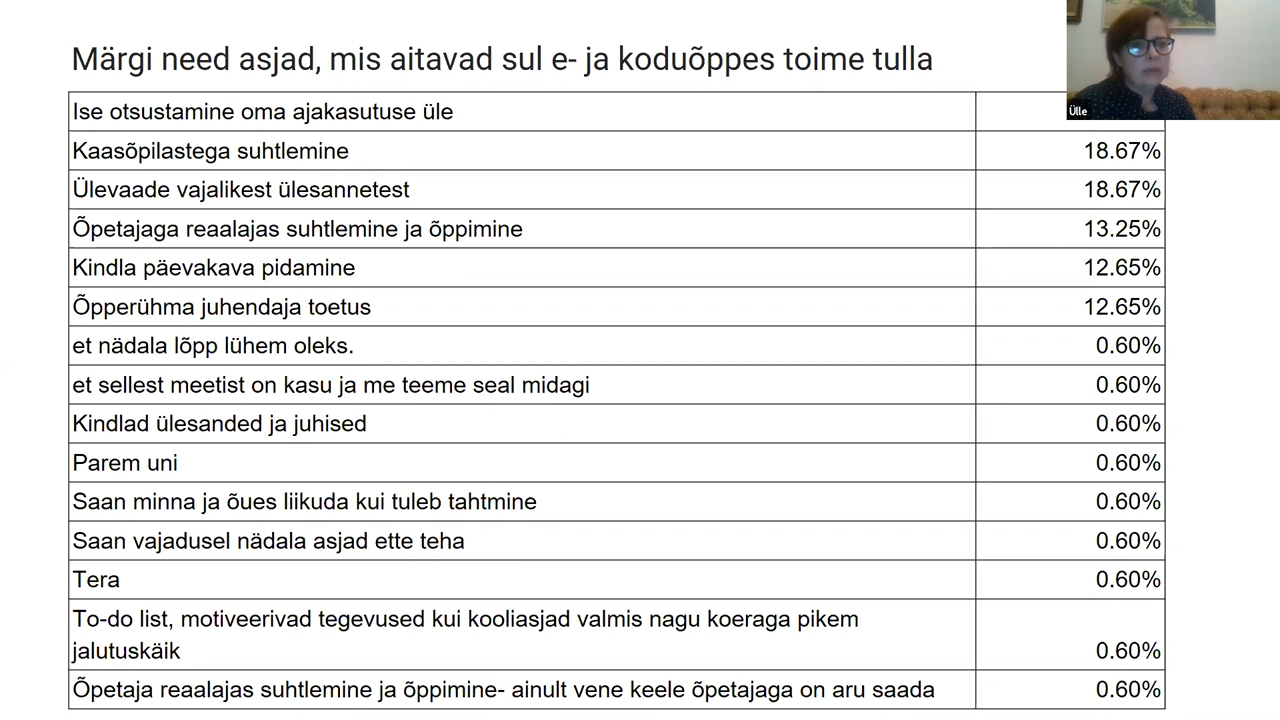 Märgi need asjad, mis aitavad sul e- ja koduõppes toime tulla
Ülle
Ise otsustamine oma ajakasutuse üle
Kaasõpilastega suhtlemine 18.67%
Ülevaade vajalikest ülesannetest 18.67%
Õpetajaga reaalajas suhtlemine ja õppimine 13.25%
Kindla päevakava pidamine 12.65%
Õpperühma juhendaja toetus 12.65%
et nädala lõpp lühem oleks. 0.60%
et sellest meetist on kasu ja me teeme seal midagi 0.60%
Kindlad ülesanded ja juhised 0.60%
Parem uni 0.60%
Saan minna ja õues liikuda kui tuleb tahtmine 0.60%
Saan vajadusel nädala asjad ette teha 0.60%
Tera 0.60%
To-do list, motiveerivad tegevused kui kooliasjad valmis nagu koeraga pikem
jalutuskäik 0.60%
Õpetaja reaalajas suhtlemine ja õppimine- ainult vene keele õpetajaga on aru saada 0.60%